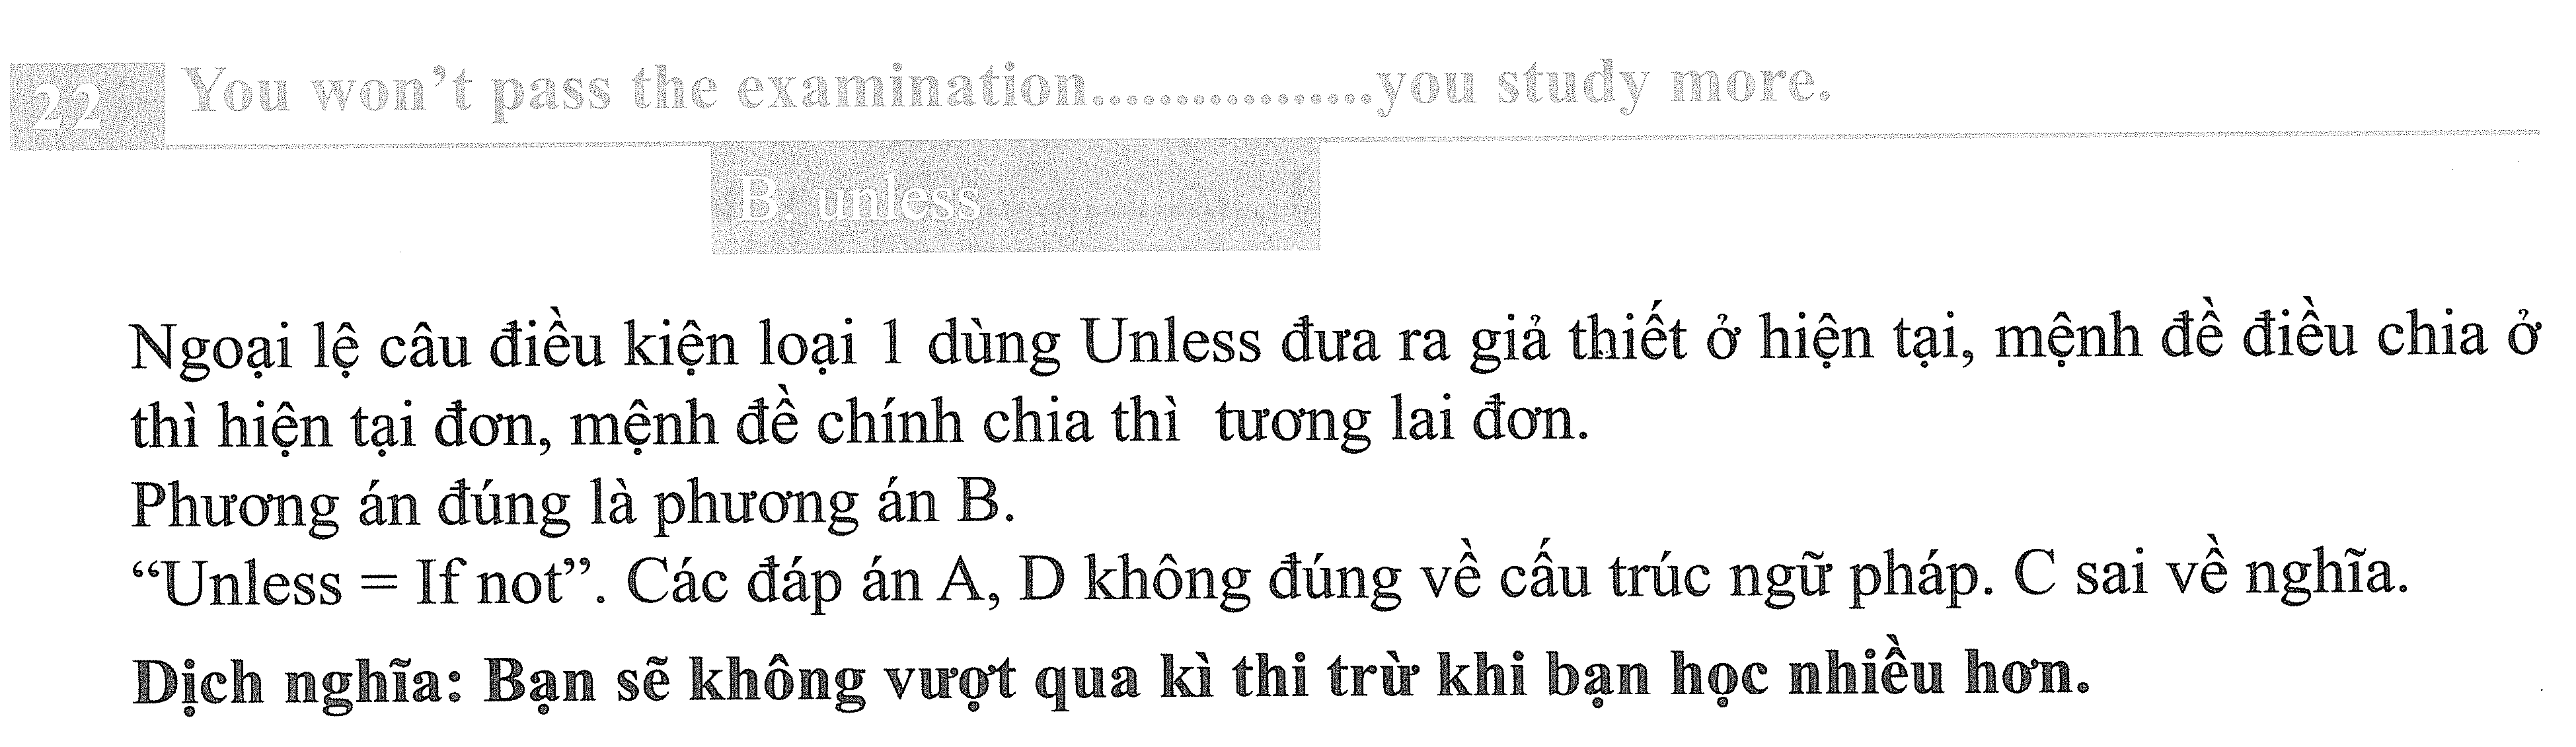 22 You won't pass the examination.................you study more.
B. unless
Ngoại lệ câu điều kiện loại 1 dùng Unless đưa ra giả thiết ở hiện tại, mệnh đề điều chia ở
thì hiện tại đơn, mệnh đề chính chia thì tương lai đơn.
Phương án đúng là phương án B.
“Unless = If not”. Các đáp án A, D không đúng về cấu trúc ngữ pháp. C sai về nghĩa.
Dịch nghĩa: Bạn sẽ không vượt qua kì thi trừ khi bạn học nhiều hơn.